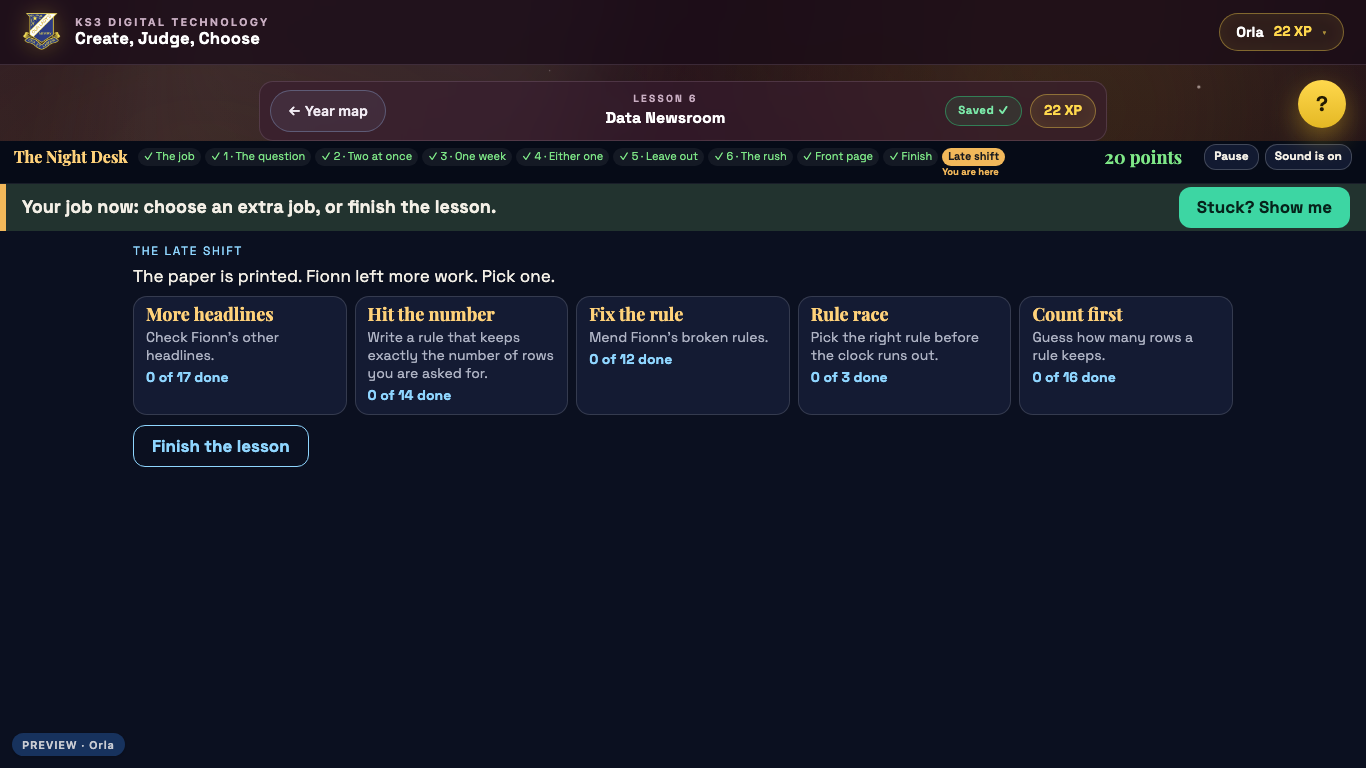 KS3 DIGITAL TECHNOLOGY
Create, Judge, Choose
Orla 22 XP
← Year map
LESSON 6
Data Newsroom
Saved ✓
22 XP
?
The Night Desk
✓ The job
✓ 1 · The question
✓ 2 · Two at once
✓ 3 · One week
✓ 4 · Either one
✓ 5 · Leave out
✓ 6 · The rush
✓ Front page
✓ Finish
Late shift
You are here
20 points
Pause
Sound is on
Your job now: choose an extra job, or finish the lesson.
Stuck? Show me
THE LATE SHIFT
The paper is printed. Fionn left more work. Pick one.
More headlines
Check Fionn's other
headlines.
0 of 17 done
Hit the number
Write a rule that keeps
exactly the number of rows
you are asked for.
0 of 14 done
Fix the rule
Mend Fionn's broken rules.
0 of 12 done
Rule race
Pick the right rule before
the clock runs out.
0 of 3 done
Count first
Guess how many rows a
rule keeps.
0 of 16 done
Finish the lesson
PREVIEW · Orla